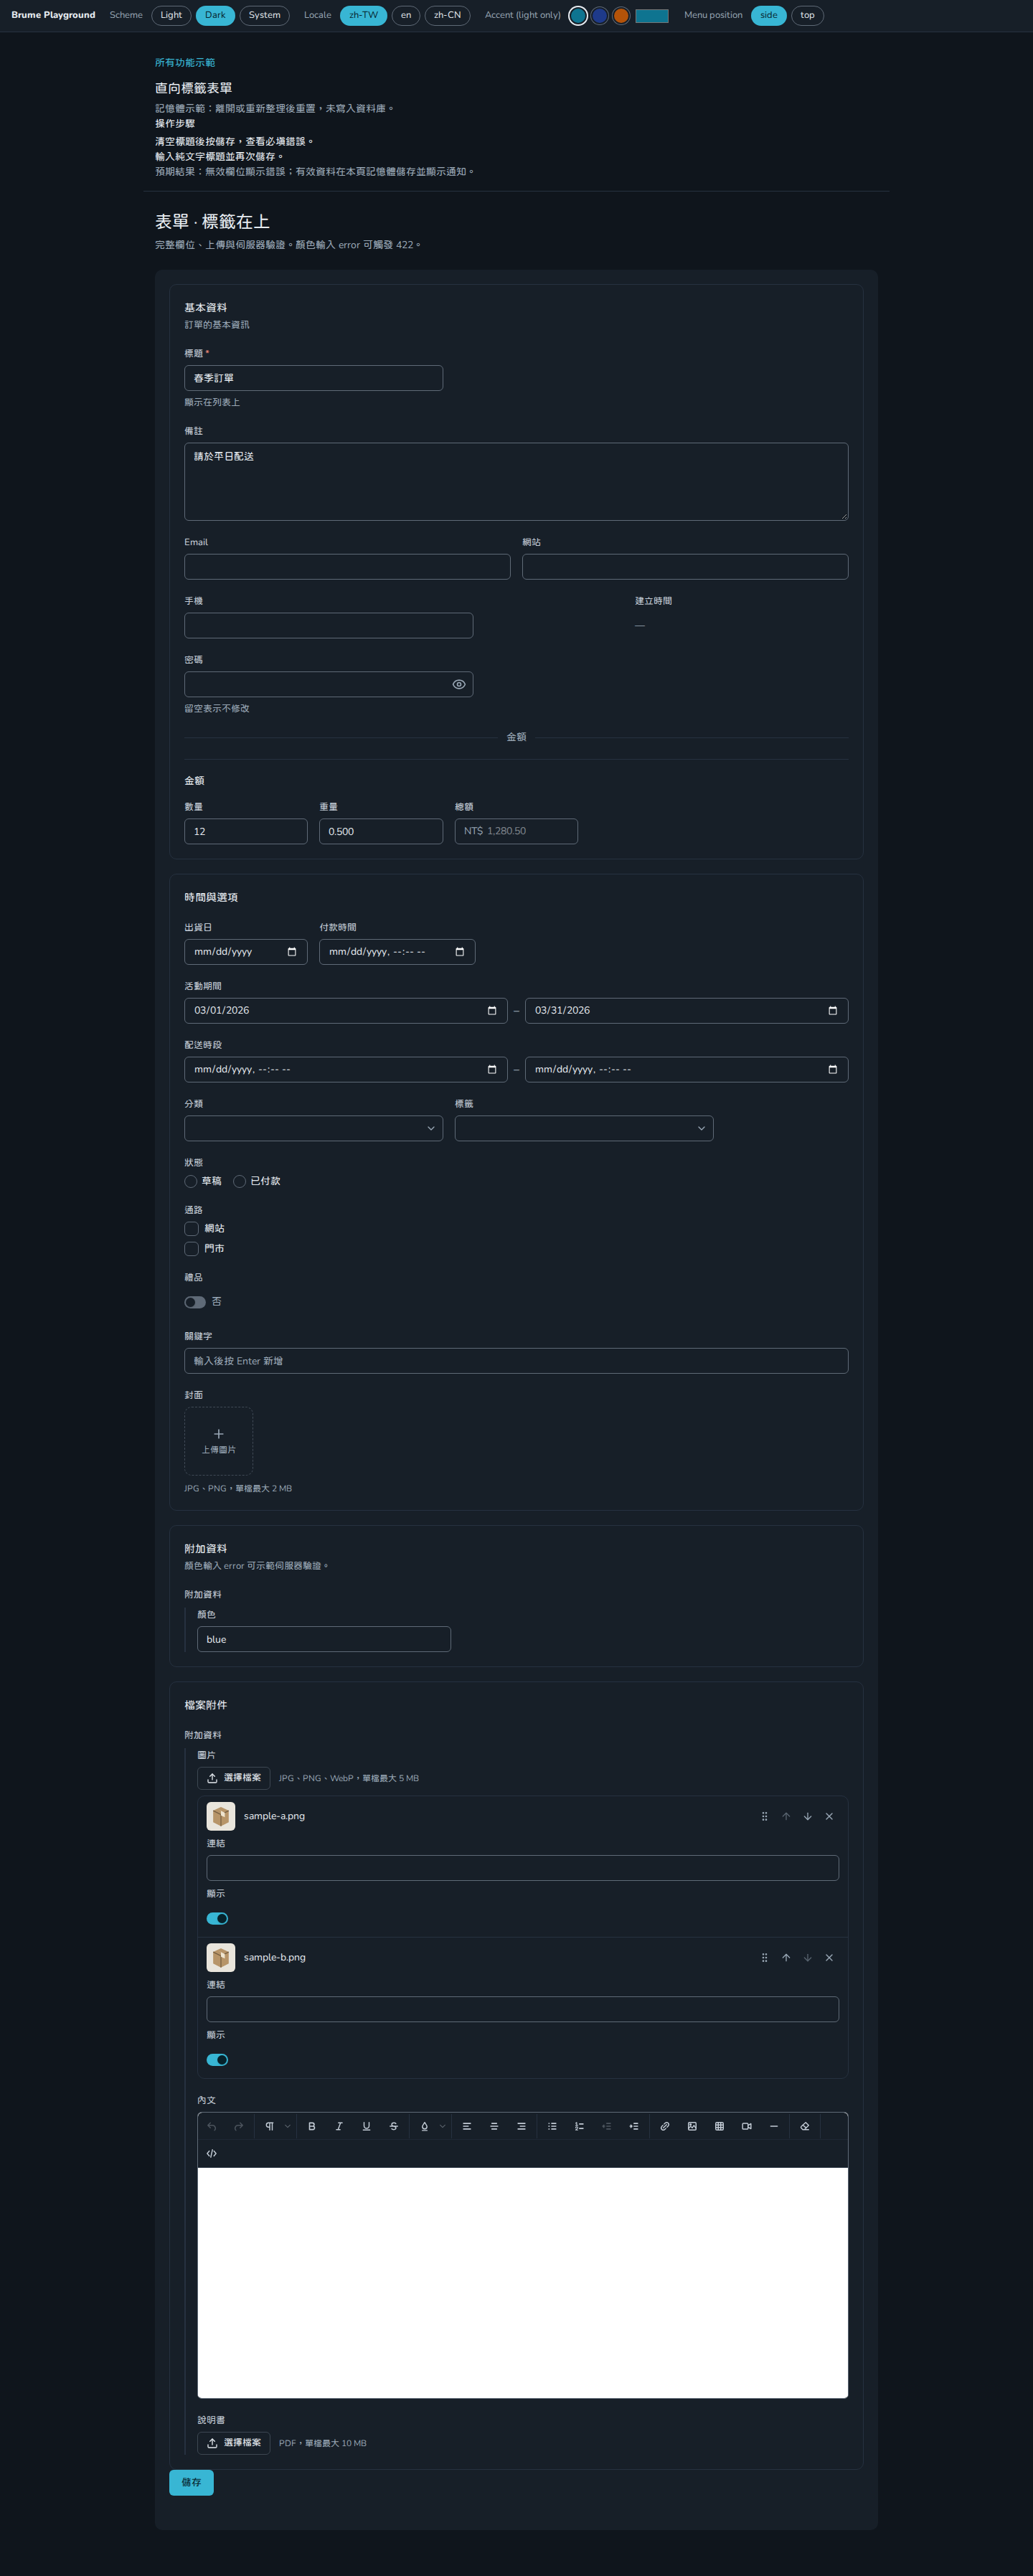 Brume Playground Scheme Light Dark System Locale zh-TW en zh-CN Accent (light only) Menu position side top
所有功能示範
直向標籤表單
記憶體示範：離開或重新整理後重置，未寫入資料庫。
操作步驟
清空標題後按儲存，查看必填錯誤。
輸入純文字標題並再次儲存。
預期結果：無效欄位顯示錯誤；有效資料在本頁記憶體儲存並顯示通知。
表單 · 標籤在上
完整欄位、上傳與伺服器驗證。顏色輸入 error 可觸發 422。
基本資料
訂單的基本資訊
標題 *
春季訂單
顯示在列表上
備註
請於平日配送
Email 網站
手機 建立時間
—
密碼
留空表示不修改
金額
金額
數量 重量 總額
12 0.500 NT$ 1,280.50
時間與選項
出貨日 付款時間
mm/dd/yyyy mm/dd/yyyy, --:-- --
活動期間
03/01/2026 – 03/31/2026
配送時段
mm/dd/yyyy, --:-- -- – mm/dd/yyyy, --:-- --
分類 標籤
狀態
草稿 已付款
通路
網站
門市
禮品
否
關鍵字
輸入後按 Enter 新增
封面
上傳圖片
JPG、PNG，單檔最大 2 MB
附加資料
顏色輸入 error 可示範伺服器驗證。
附加資料
顏色
blue
檔案附件
附加資料
圖片
選擇檔案 JPG、PNG、WebP，單檔最大 5 MB
sample-a.png
連結
顯示
sample-b.png
連結
顯示
內文
說明書
選擇檔案 PDF，單檔最大 10 MB
儲存